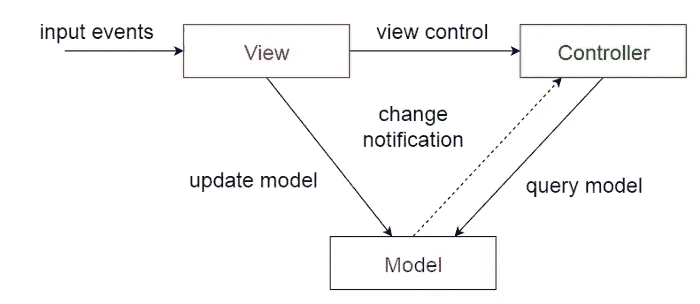 input events
view control
View
Controller
change
notification
update model
query model
Model